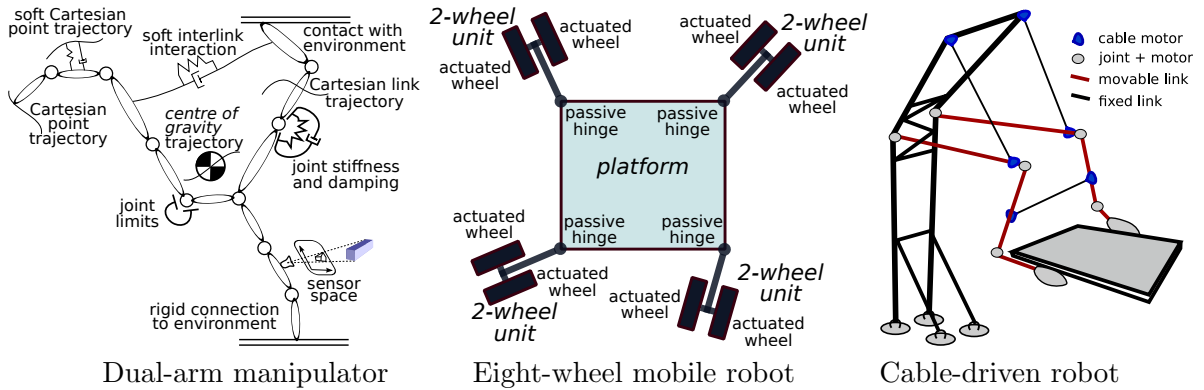 soft Cartesian
point trajectory
soft interlink
interaction
contact with
environment
Cartesian
point
trajectory
centre of
gravity
trajectory
Cartesian link
trajectory
joint stiffness
and damping
joint
limits
sensor
space
rigid connection
to environment
Dual-arm manipulator
2-wheel
unit
actuated
wheel
actuated
wheel
actuated
wheel
2-wheel
unit
actuated
wheel
passive
hinge
passive
hinge
platform
passive
hinge
passive
hinge
actuated
wheel
actuated
wheel
2-wheel
unit
2-wheel
unit
actuated
wheel
actuated
wheel
Eight-wheel mobile robot
cable motor
joint + motor
movable link
fixed link
Cable-driven robot